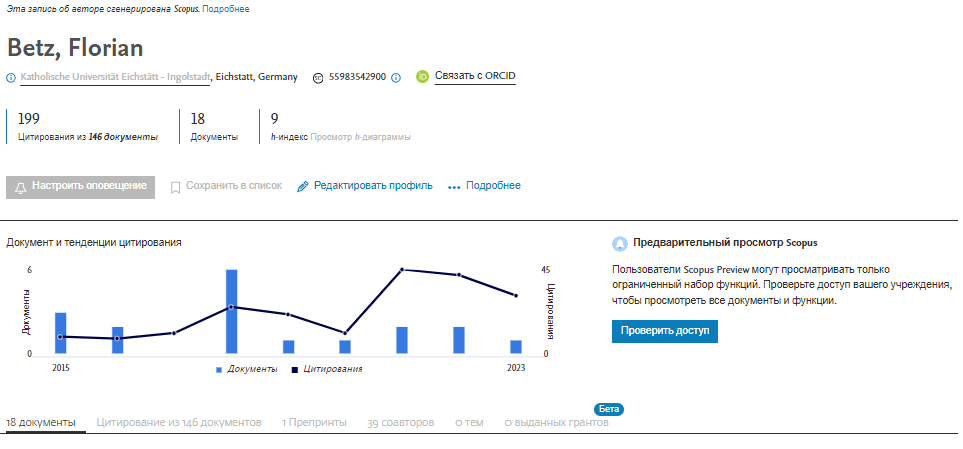 Эта запись об авторе сгенерирована Scopus. Подробнее
Betz, Florian
Katholische Universität Eichstätt - Ingolstadt, Eichstatt, Germany SC 55983542900 iD Связать с ORCID
199 18 9
Цитирования из 146 документы Документы h-индекс Просмотр h-диаграммы
Настроить оповещение Сохранить в список Редактировать профиль ••• Подробнее
Документ и тенденции цитирования
6 45
Документы
Цитирования
0 0
2015 2023
Документы Цитирования
Предварительный просмотр Scopus
Пользователи Scopus Preview могут просматривать только
ограниченный набор функций. Проверьте доступ вашего учреждения,
чтобы просмотреть все документы и функции.
Проверить доступ
Бета
18 документы Цитирование из 146 документов 1 Препринты 39 соавторов 0 тем 0 выданных грантов